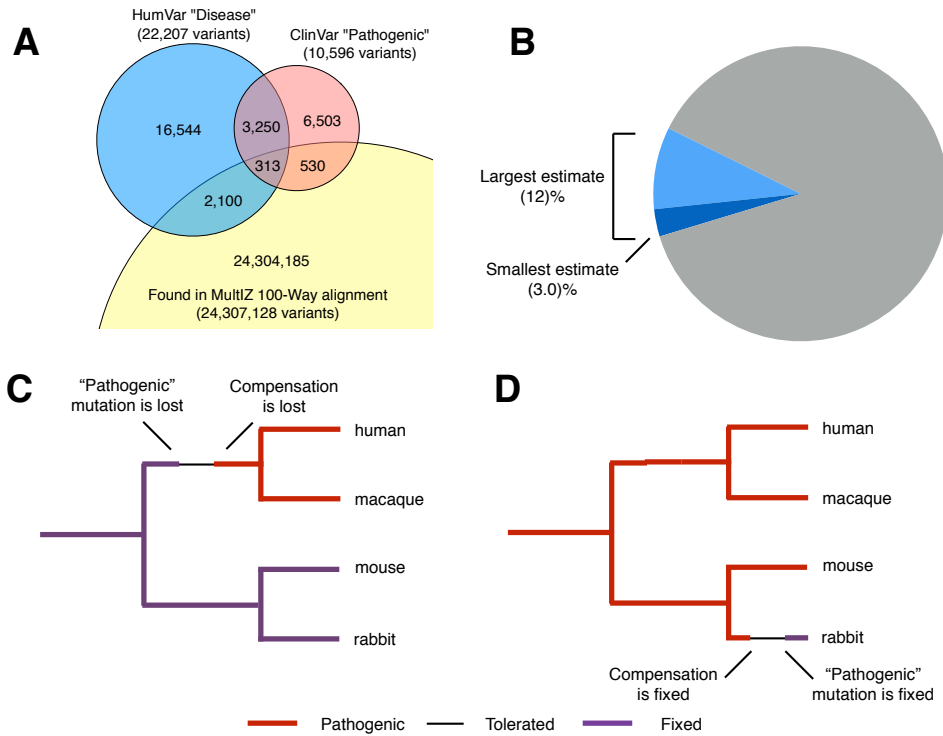 A
HumVar "Disease"
(22,207 variants)
ClinVar "Pathogenic"
(10,596 variants)
16,544
3,250
6,503
313
530
2,100
24,304,185
Found in MultIZ 100-Way alignment
(24,307,128 variants)
B
Largest estimate
(12)%
Smallest estimate
(3.0)%
C
“Pathogenic”
mutation is lost
Compensation
is lost
human
macaque
mouse
rabbit
D
human
macaque
mouse
rabbit
Compensation
is fixed
“Pathogenic”
mutation is fixed
Pathogenic
Tolerated
Fixed